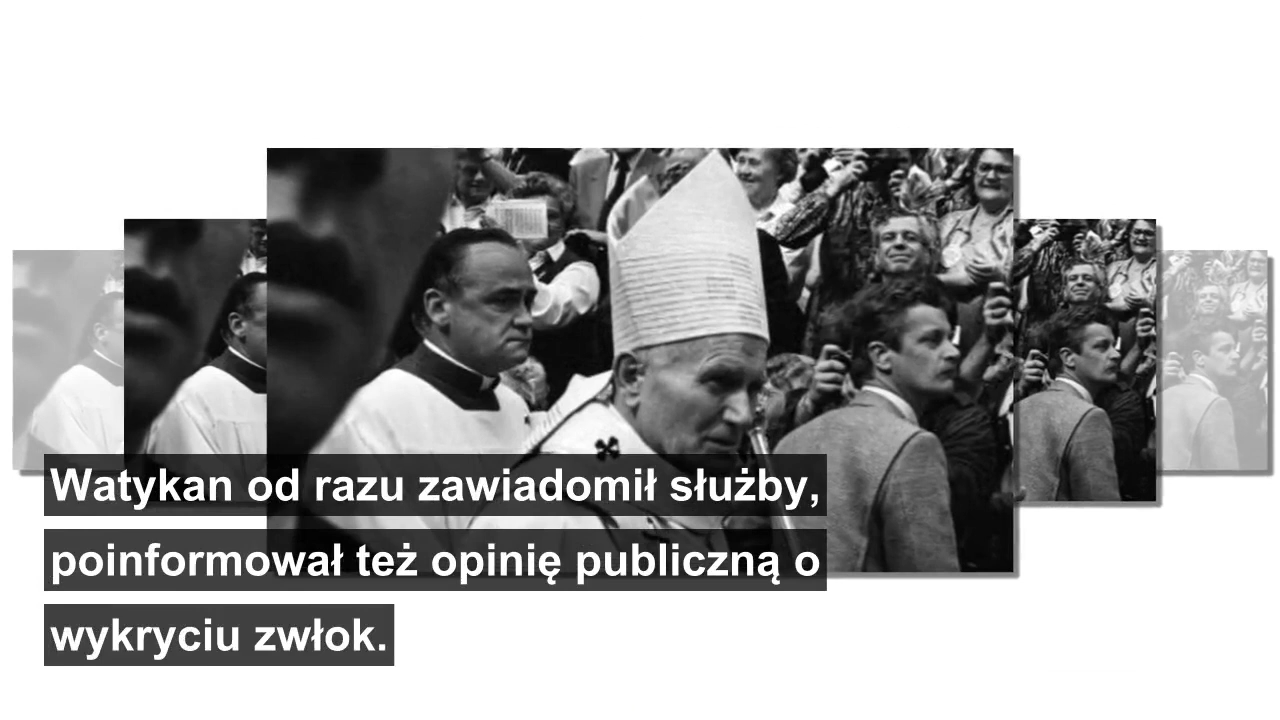 Watykan od razu zawiadomił służby,
poinformował też opinię publiczną o
wykryciu zwłok.